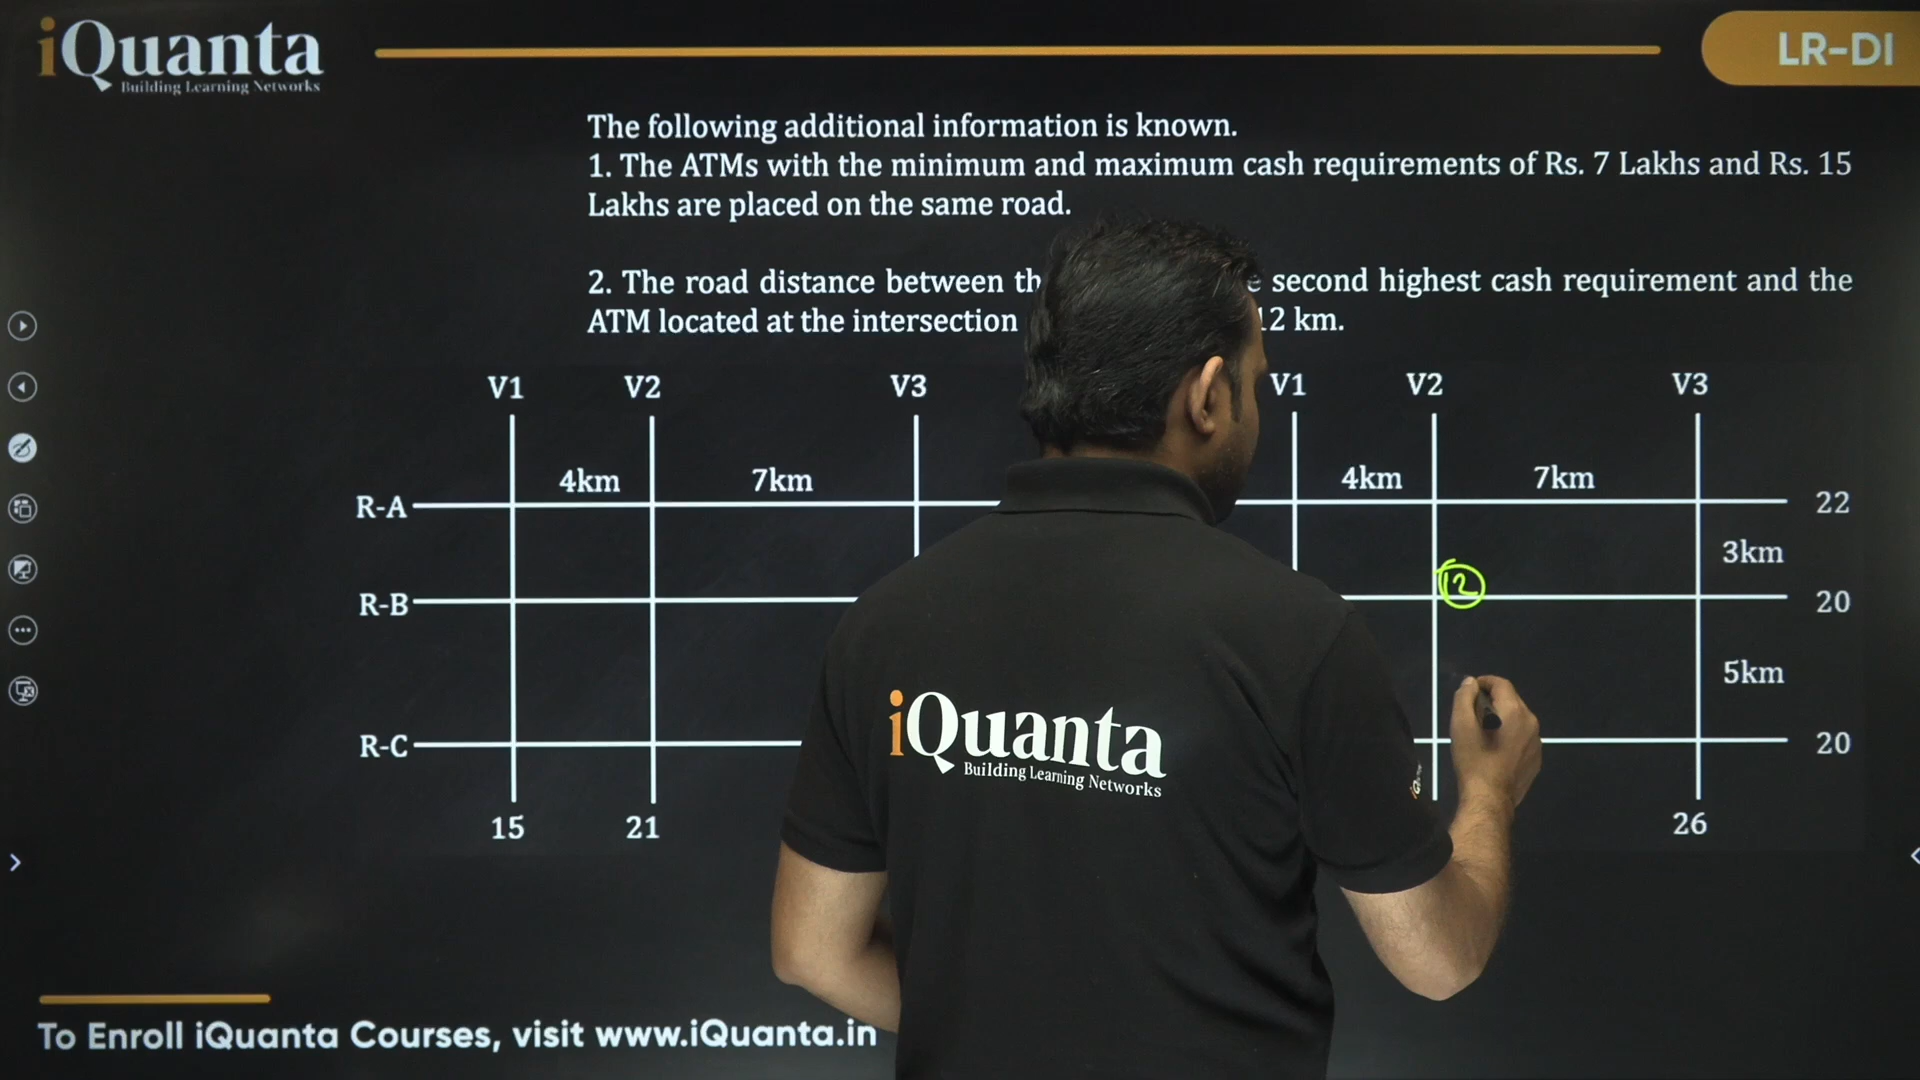 iQuanta
Building Learning Networks
LR-DI
The following additional information is known.
1. The ATMs with the minimum and maximum cash requirements of Rs. 7 Lakhs and Rs. 15
Lakhs are placed on the same road.
2. The road distance between second highest cash requirement and the
ATM located at the intersection 12 km.
V1 V2 V3 V1 V2 V3
4km 7km 4km 7km
R-A 22
3km
12
R-B 20
5km
R-C 20
15 21 26
iQuanta
Building Learning Networks
To Enroll iQuanta Courses, visit www.iQuanta.in